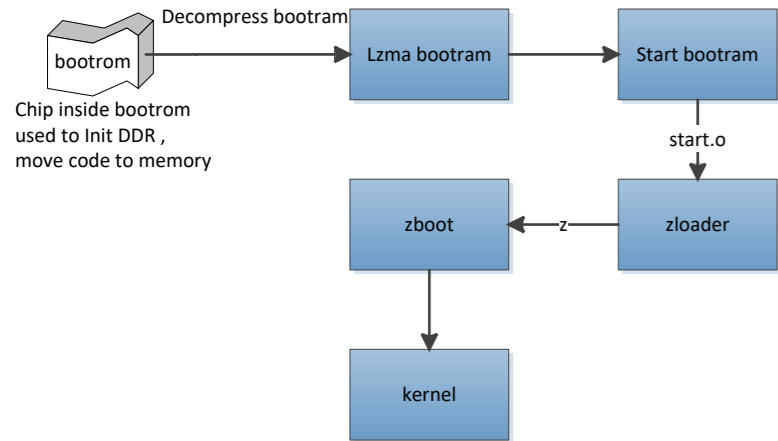 Decompress bootram
bootrom
Lzma bootram
Start bootram
Chip inside bootrom
used to Init DDR ,
move code to memory
start.o
zboot
z
zloader
kernel